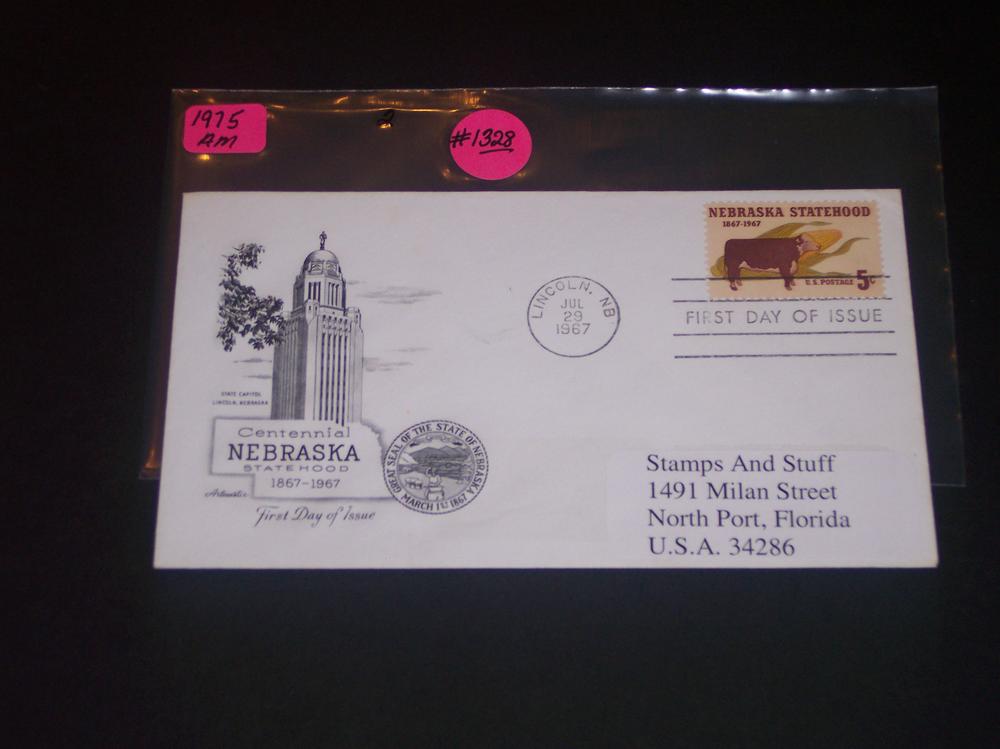 1975
AM
2
#1328
NEBRASKA STATEHOOD
1867-1967
U.S. POSTAGE 5c
LINCOLN, NB
JUL
29
1967
FIRST DAY OF ISSUE
STATE CAPITOL
LINCOLN, NEBRASKA
Centennial
NEBRASKA
STATEHOOD
1867-1967
GREAT SEAL OF THE STATE OF NEBRASKA
MARCH 1ST 1867
Artmaster
First Day of Issue
Stamps And Stuff
1491 Milan Street
North Port, Florida
U.S.A. 34286